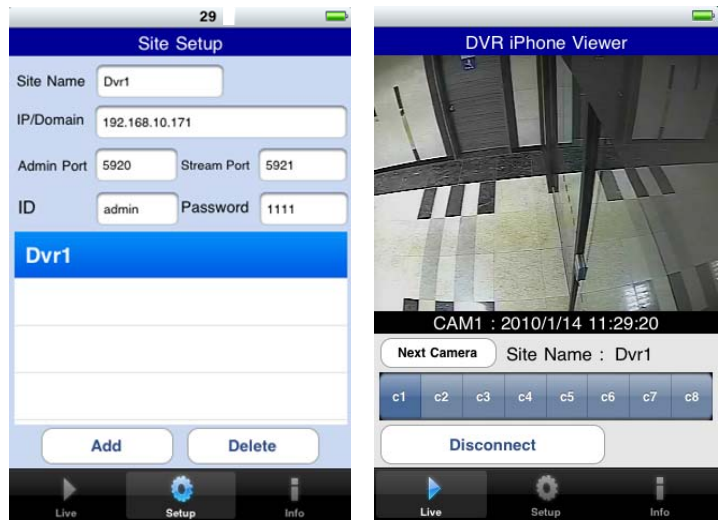 29
Site Setup
Site Name Dvr1
IP/Domain 192.168.10.171
Admin Port 5920 Stream Port 5921
ID admin Password 1111
Dvr1
Add Delete
Live Setup Info
DVR iPhone Viewer
CAM1 : 2010/1/14 11:29:20
Next Camera Site Name : Dvr1
c1 c2 c3 c4 c5 c6 c7 c8
Disconnect
Live Setup Info